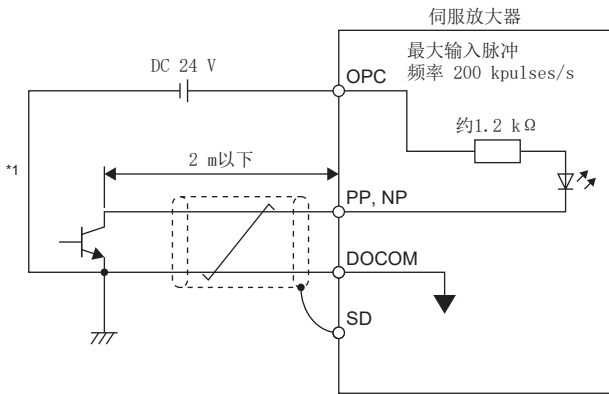 伺服放大器
最大输入脉冲
频率 200 kpulses/s
DC 24 V
OPC
约1.2 kΩ
*1
2 m以下
PP, NP
DOCOM
SD